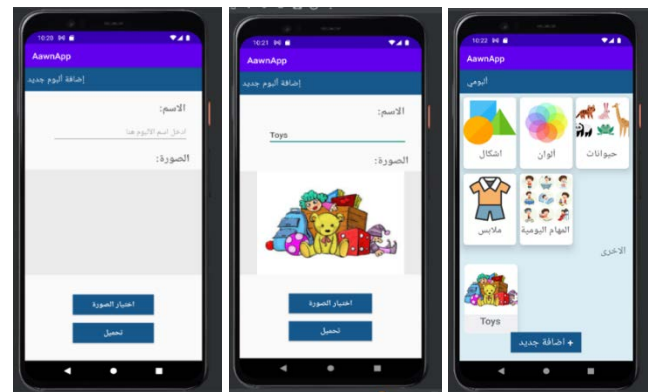 10:20
AawnApp
إضافة ألبوم جديد
الاسم:
ادخل اسم الألبوم هنا
الصورة:
اختيار الصورة
تحميل
10:21
AawnApp
إضافة ألبوم جديد
الاسم:
Toys
الصورة:
اختيار الصورة
تحميل
10:22
AawnApp
ألبومي
حيوانات
ألوان
اشكال
المهام اليومية
ملابس
الاخرى
Toys
+ اضافة جديد